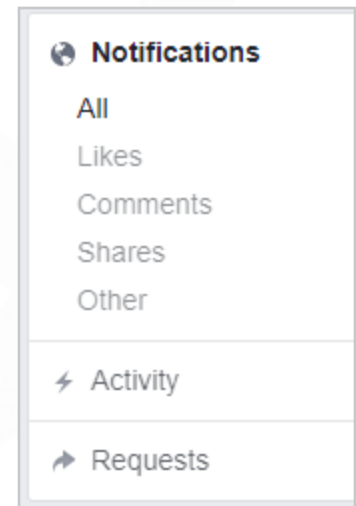 Notifications
All
Likes
Comments
Shares
Other
Activity
Requests